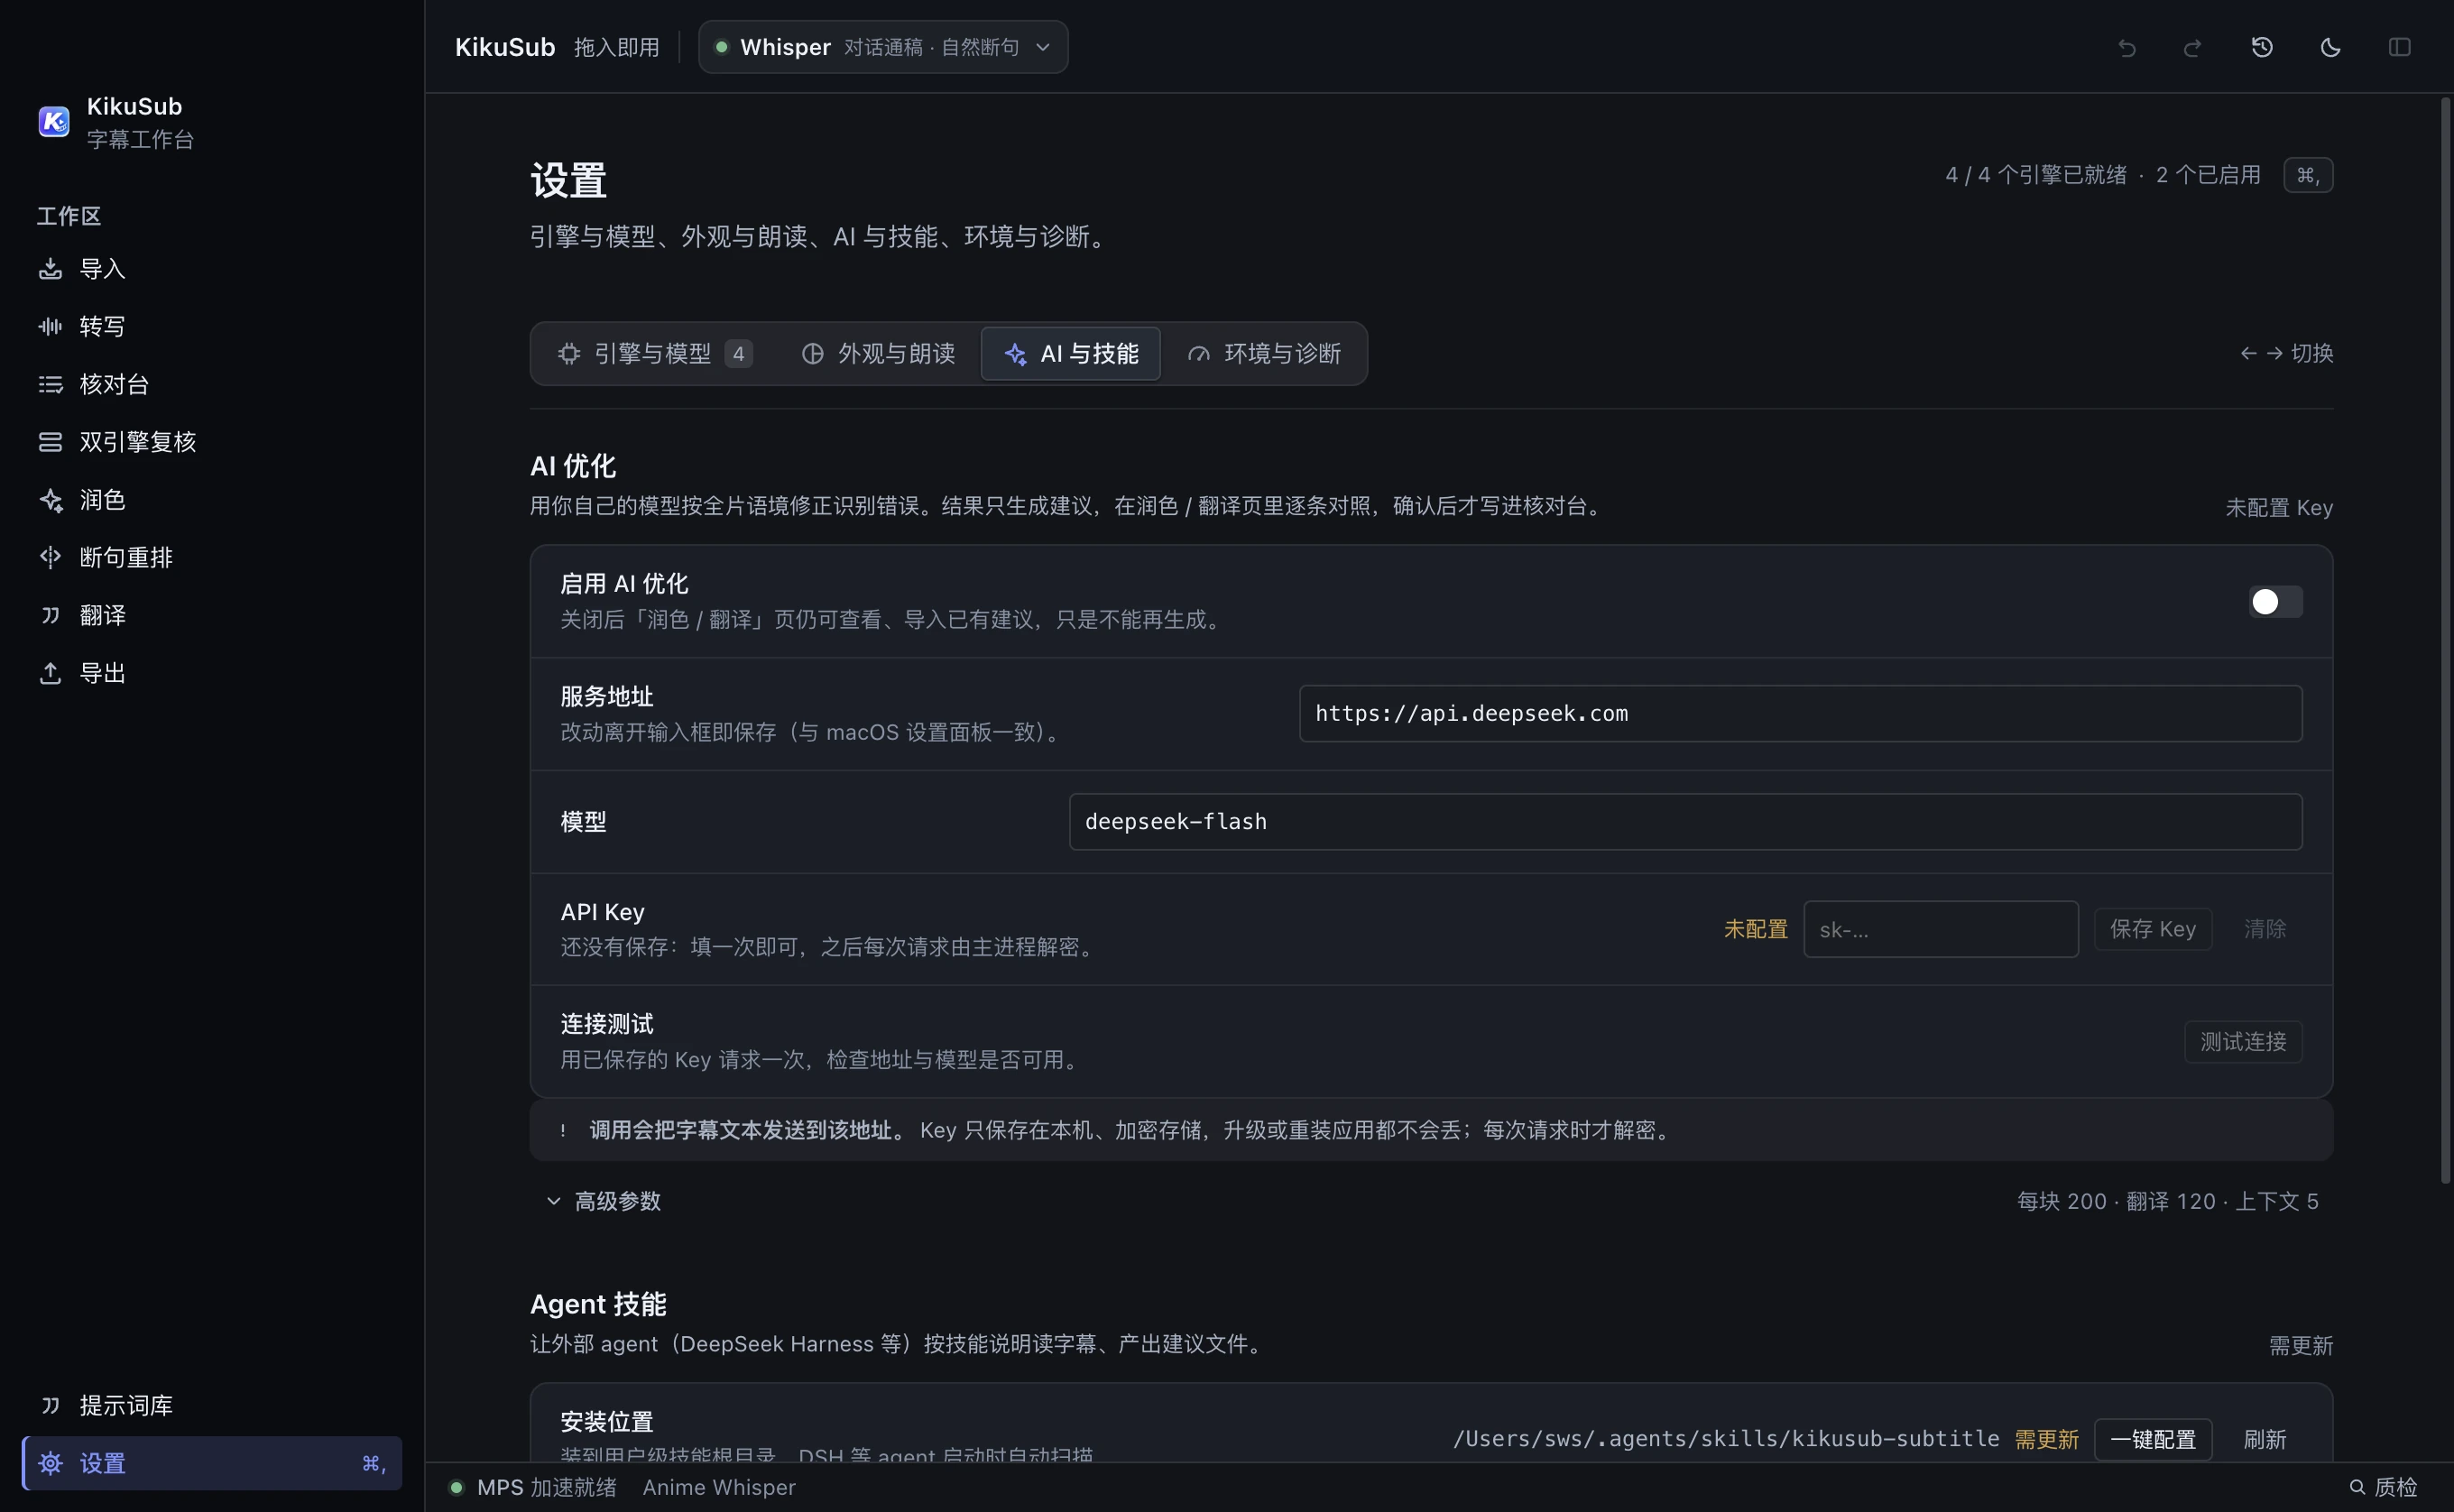 KikuSub
字幕工作台
工作区
导入
转写
核对台
双引擎复核
润色
断句重排
翻译
导出
提示词库
设置 ⌘,
KikuSub 拖入即用 Whisper 对话通稿 · 自然断句
设置
4 / 4 个引擎已就绪 · 2 个已启用 ⌘,
引擎与模型、外观与朗读、AI 与技能、环境与诊断。
引擎与模型 4 外观与朗读 AI 与技能 环境与诊断 ← → 切换
AI 优化
用你自己的模型按全片语境修正识别错误。结果只生成建议，在润色 / 翻译页里逐条对照，确认后才写进核对台。 未配置 Key
启用 AI 优化
关闭后「润色 / 翻译」页仍可查看、导入已有建议，只是不能再生成。
服务地址
改动离开输入框即保存（与 macOS 设置面板一致）。
https://api.deepseek.com
模型 deepseek-flash
API Key
还没有保存：填一次即可，之后每次请求由主进程解密。
未配置 sk-... 保存 Key 清除
连接测试
用已保存的 Key 请求一次，检查地址与模型是否可用。
测试连接
! 调用会把字幕文本发送到该地址。 Key 只保存在本机、加密存储，升级或重装应用都不会丢；每次请求时才解密。
高级参数 每块 200 · 翻译 120 · 上下文 5
Agent 技能
让外部 agent（DeepSeek Harness 等）按技能说明读字幕、产出建议文件。 需更新
安装位置
装到用户级技能根目录，DSH 等 agent 启动时自动扫描
/Users/sws/.agents/skills/kikusub-subtitle 需更新 一键配置 刷新
MPS 加速就绪 Anime Whisper 质检